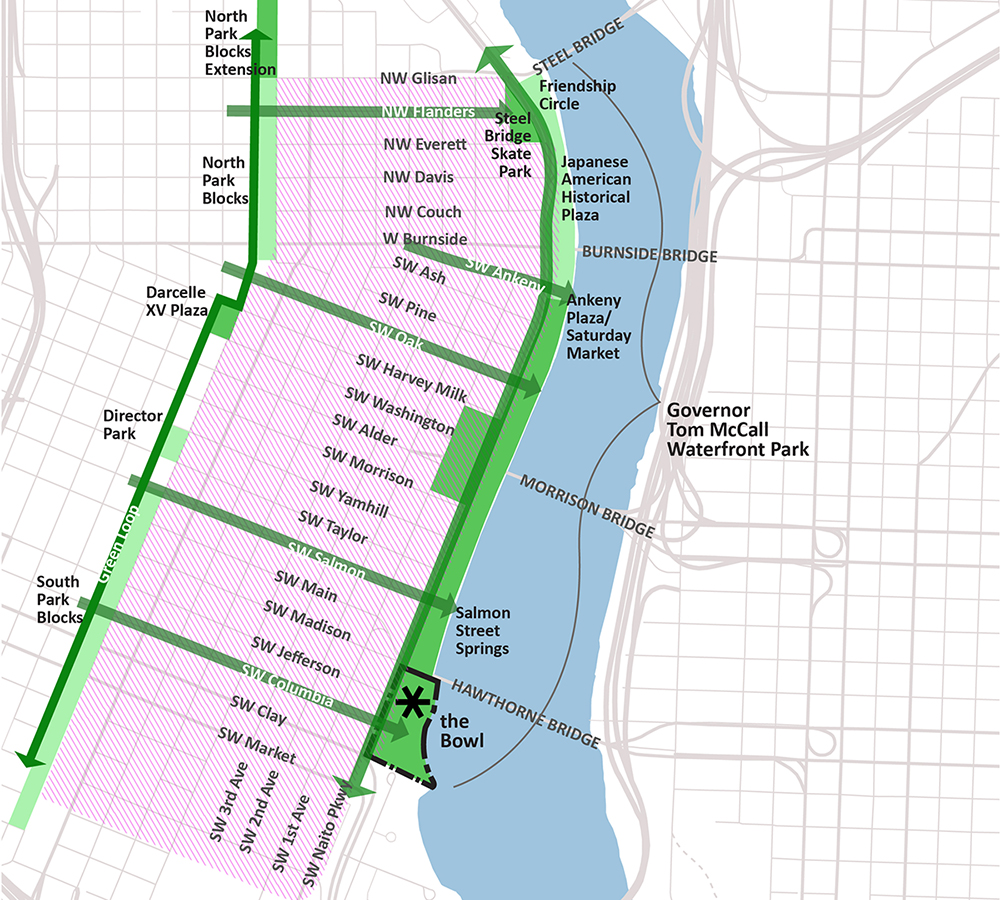 North
Park
Blocks
Extension
STEEL BRIDGE
NW Glisan
Friendship
Circle
NW Flanders
Steel
Bridge
Skate
Park
NW Everett
North
Park
Blocks
Japanese
American
Historical
Plaza
NW Davis
NW Couch
W Burnside
BURNSIDE BRIDGE
SW Ankeny
SW Ash
Darcelle
XV Plaza
SW Pine
Ankeny
Plaza/
Saturday
Market
SW Oak
SW Harvey Milk
SW Washington
Director
Park
Governor
Tom McCall
Waterfront Park
SW Alder
SW Morrison
MORRISON BRIDGE
SW Yamhill
SW Taylor
Green Loop
SW Salmon
South
Park
Blocks
SW Main
Salmon
Street
Springs
SW Madison
SW Jefferson
SW Columbia
HAWTHORNE BRIDGE
SW Clay
the
Bowl
SW Market
SW 3rd Ave
SW 2nd Ave
SW 1st Ave
SW Naito Pkwy